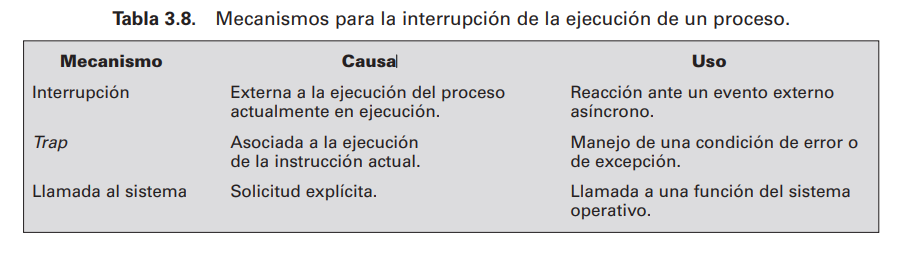 Tabla 3.8. Mecanismos para la interrupción de la ejecución de un proceso.
Mecanismo Causa Uso
Interrupción Externa a la ejecución del proceso Reacción ante un evento externo
actualmente en ejecución. asíncrono.
Trap Asociada a la ejecución Manejo de una condición de error o
de la instrucción actual. de excepción.
Llamada al sistema Solicitud explícita. Llamada a una función del sistema
operativo.